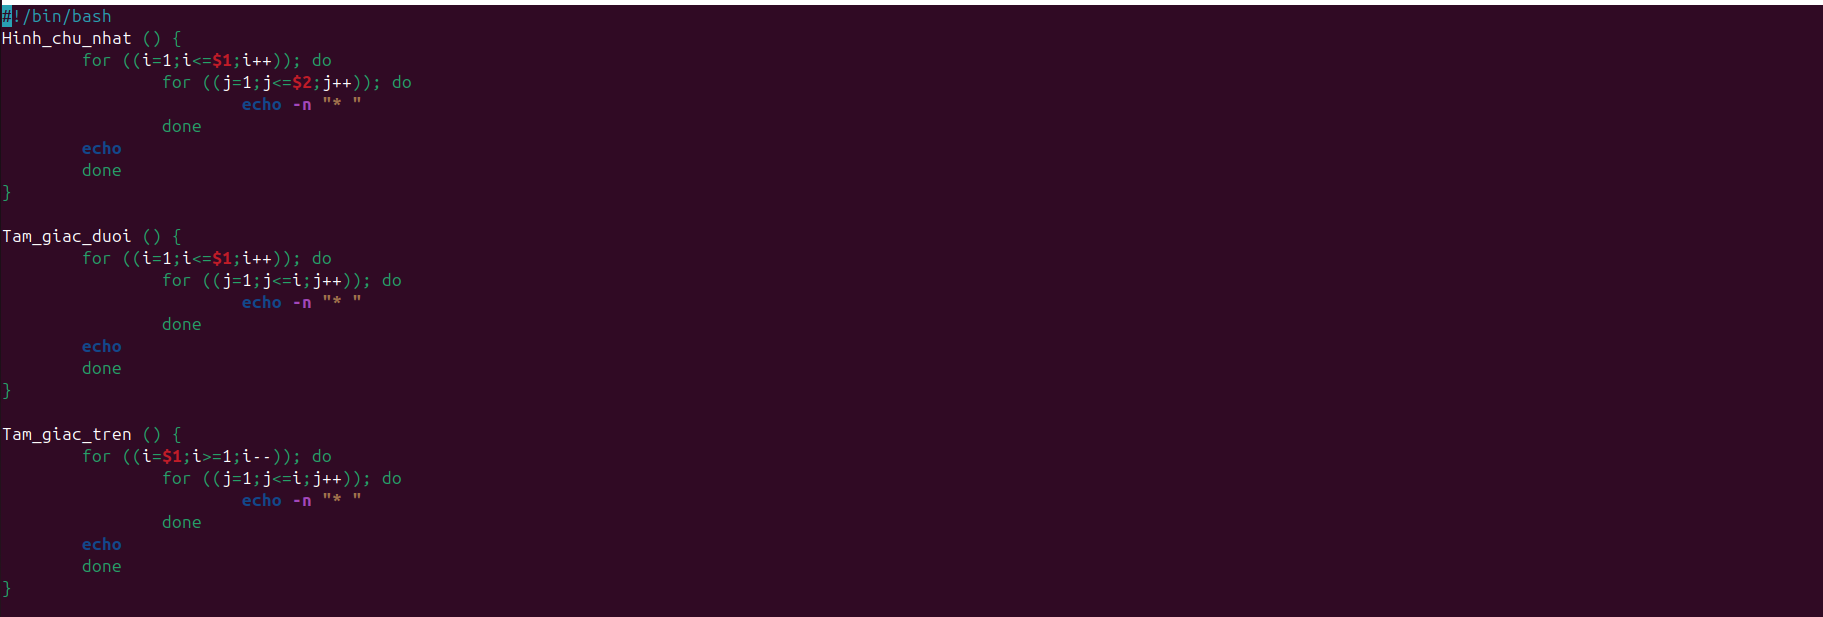 #!/bin/bash
Hinh_chu_nhat () {
        for ((i=1;i<=$1;i++)); do
                for ((j=1;j<=$2;j++)); do
                        echo -n "* "
                done
        echo
        done
}

Tam_giac_duoi () {
        for ((i=1;i<=$1;i++)); do
                for ((j=1;j<=i;j++)); do
                        echo -n "* "
                done
        echo
        done
}

Tam_giac_tren () {
        for ((i=$1;i>=1;i--)); do
                for ((j=1;j<=i;j++)); do
                        echo -n "* "
                done
        echo
        done
}